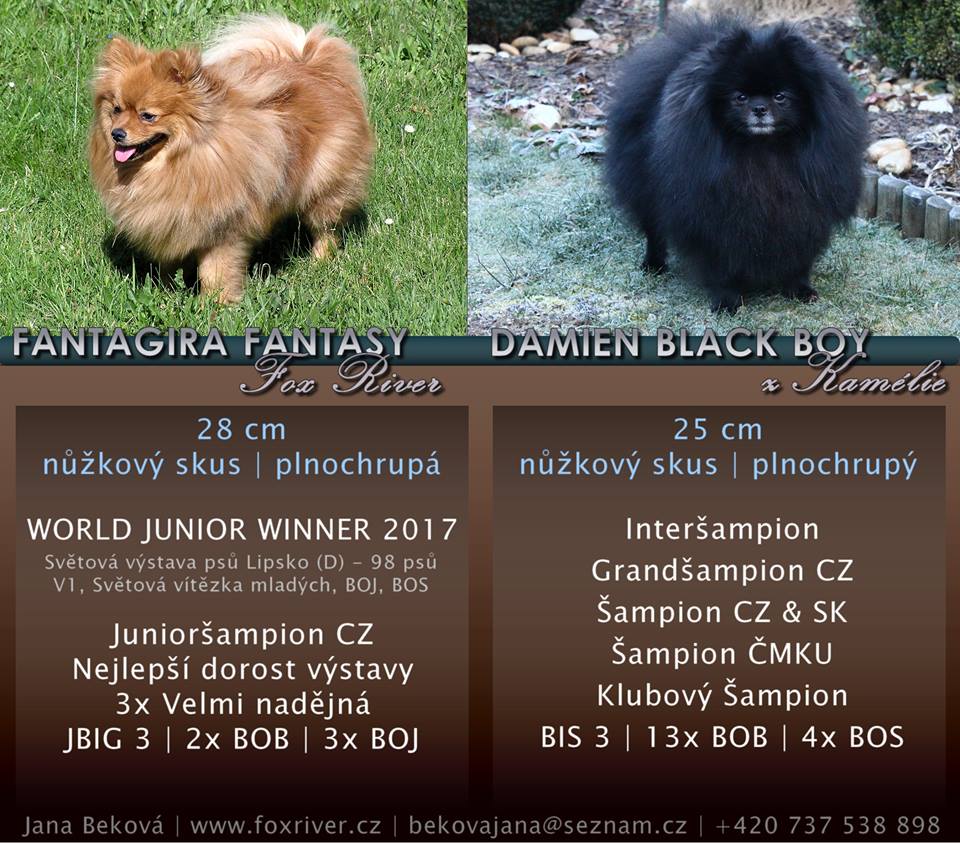 FANTAGIRA FANTASY
Fox River
28 cm
nůžkový skus | plnochrupá
WORLD JUNIOR WINNER 2017
Světová výstava psů Lipsko (D) – 98 psů
V1, Světová vítězka mladých, BOJ, BOS
Junioršampion CZ
Nejlepší dorost výstavy
3x Velmi nadějná
JBIG 3 | 2x BOB | 3x BOJ
DAMIEN BLACK BOY
z Kamélie
25 cm
nůžkový skus | plnochrupý
Interšampion
Grandšampion CZ
Šampion CZ & SK
Šampion ČMKU
Klubový Šampion
BIS 3 | 13x BOB | 4x BOS
Jana Beková | www.foxriver.cz | bekovajana@seznam.cz | +420 737 538 898